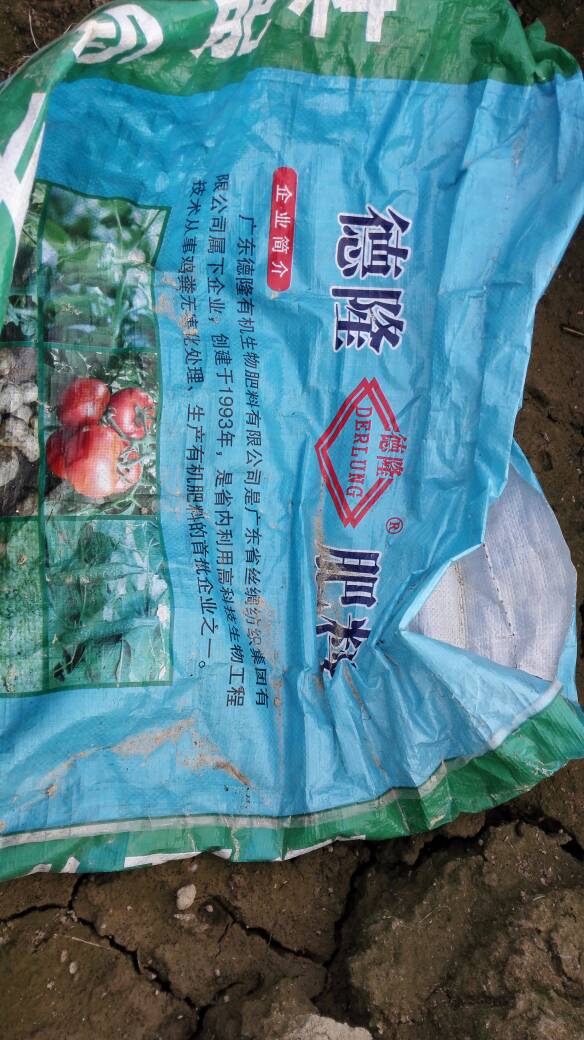 德隆
德隆
DERLUNG
®
肥料
企业简介
广东德隆有机生物肥料有限公司是广东省丝绸纺织集团有
限公司属下企业，创建于1993年，是省内利用高科技生物工程
技术从事鸡粪无害化处理、生产有机肥料的首批企业之一。